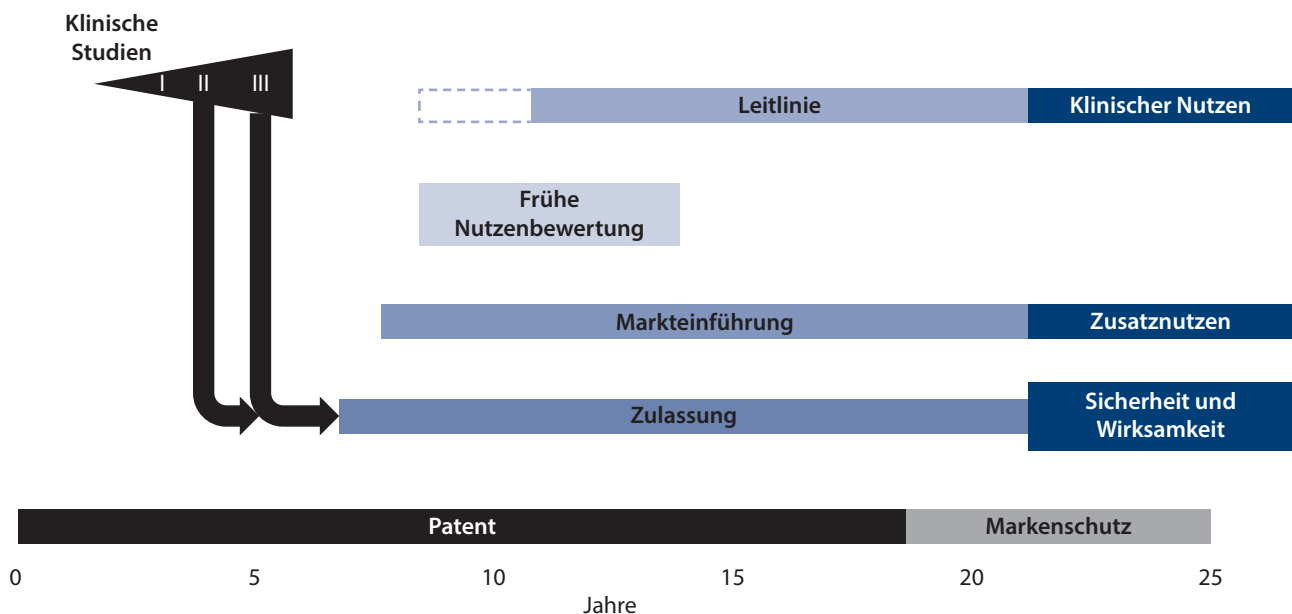 Klinische
Studien
I II III
Leitlinie Klinischer Nutzen
Frühe
Nutzenbewertung
Markteinführung Zusatznutzen
Zulassung Sicherheit und
Wirksamkeit
Patent Markenschutz
0 5 10 15 20 25
Jahre